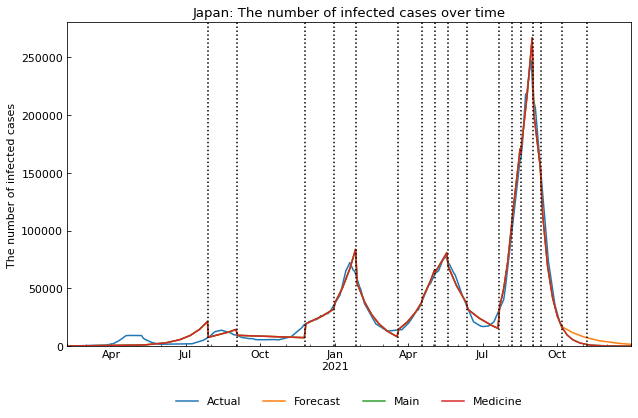 Japan: The number of infected cases over time
The number of infected cases
250000
200000
150000
100000
50000
0
Apr Jul Oct Jan Apr Jul Oct
2021
Actual Forecast Main Medicine